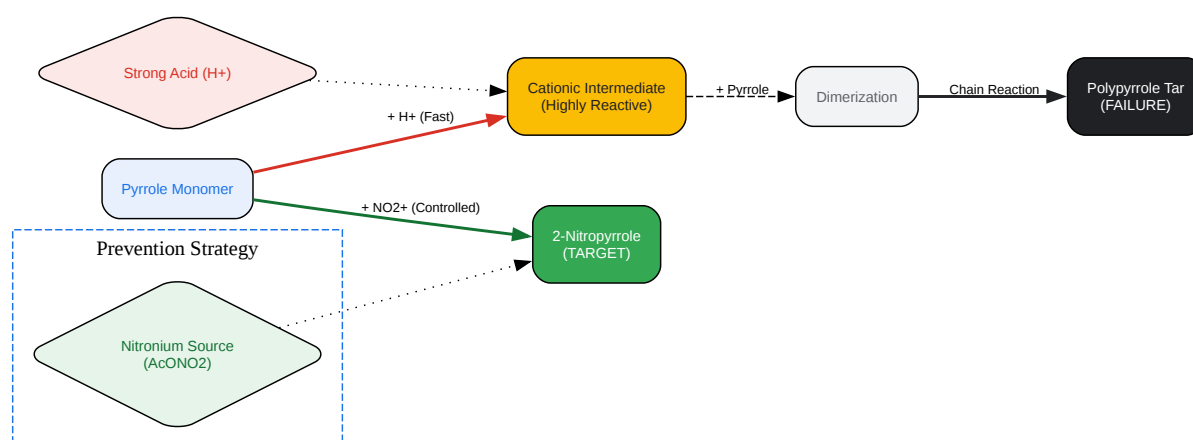 Strong Acid (H+)
Cationic Intermediate
(Highly Reactive)
+ Pyrrole
Dimerization
Chain Reaction
Polypyrrole Tar
(FAILURE)
+ H+ (Fast)
Pyrrole Monomer
+ NO2+ (Controlled)
2-Nitropyrrole
(TARGET)
Prevention Strategy
Nitronium Source
(AcONO2)